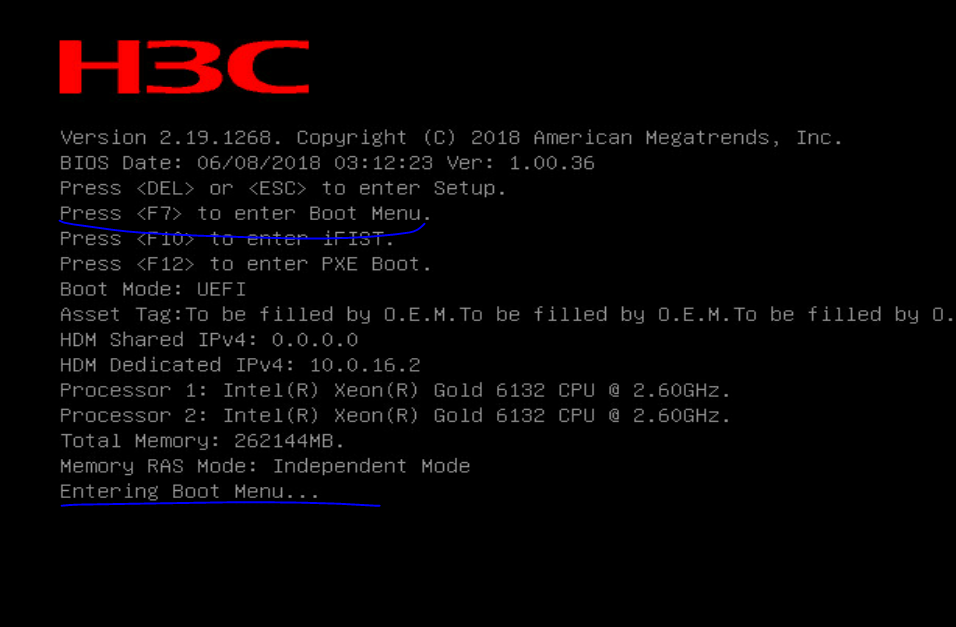 H3C
Version 2.19.1268. Copyright (C) 2018 American Megatrends, Inc.
BIOS Date: 06/08/2018 03:12:23 Ver: 1.00.36
Press <DEL> or <ESC> to enter Setup.
Press <F7> to enter Boot Menu.
Press <F10> to enter iFIST.
Press <F12> to enter PXE Boot.
Boot Mode: UEFI
Asset Tag:To be filled by O.E.M.To be filled by O.E.M.To be filled by O.
HDM Shared IPv4: 0.0.0.0
HDM Dedicated IPv4: 10.0.16.2
Processor 1: Intel(R) Xeon(R) Gold 6132 CPU @ 2.60GHz.
Processor 2: Intel(R) Xeon(R) Gold 6132 CPU @ 2.60GHz.
Total Memory: 262144MB.
Memory RAS Mode: Independent Mode
Entering Boot Menu...